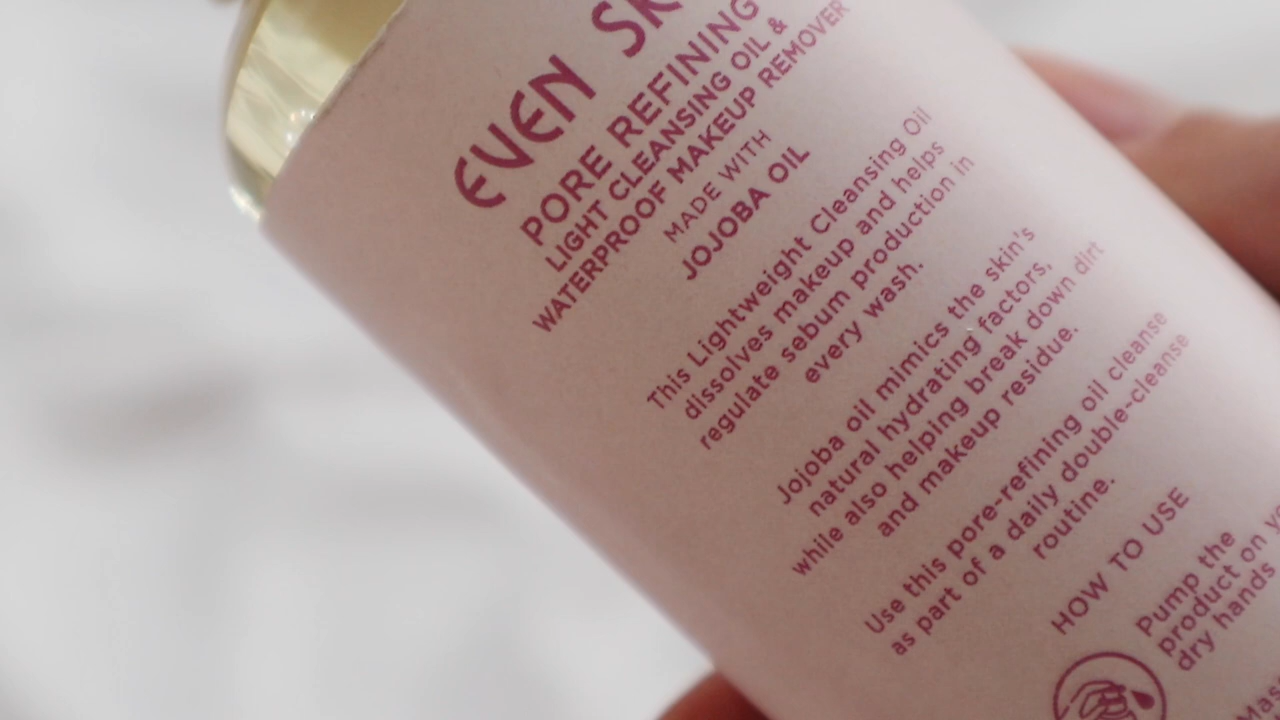 EVEN
PORE REFINING
LIGHT CLEANSING OIL &
WATERPROOF MAKEUP REMOVER
MADE WITH
JOJOBA OIL
This Lightweight Cleansing Oil
dissolves makeup and helps
regulate sebum production in
every wash.
Jojoba oil mimics the skin's
natural hydrating factors,
while also helping break down dirt
and makeup residue.
Use this pore-refining oil cleanse
as part of a daily double-cleanse
routine.
HOW TO USE
Pump the
product on
dry hands